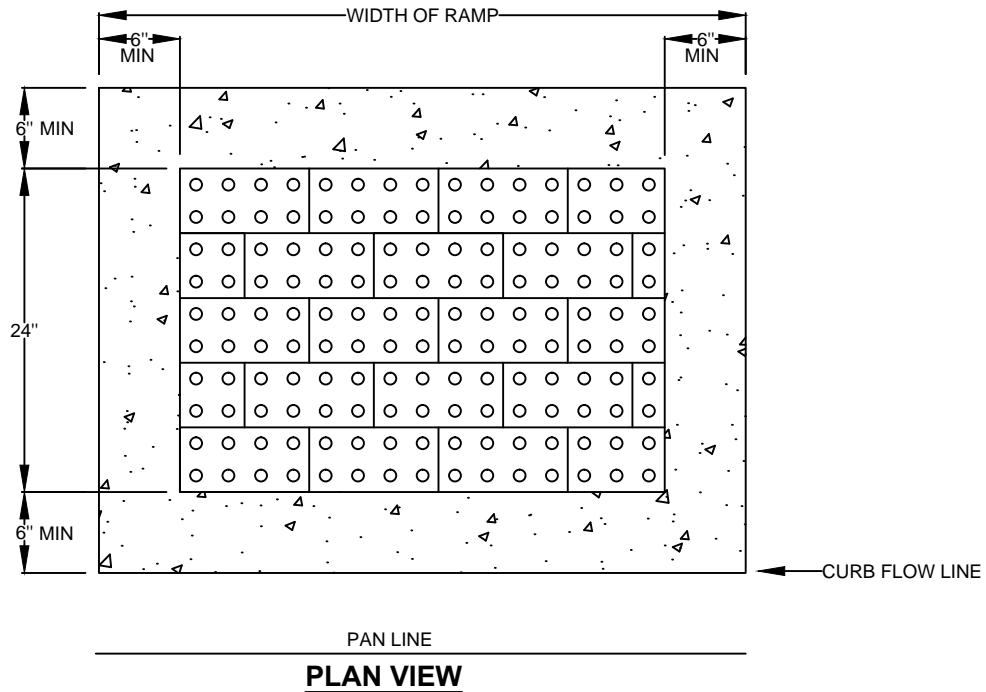 WIDTH OF RAMP
6"
MIN
6"
MIN
6" MIN
24"
6" MIN
CURB FLOW LINE
PAN LINE
PLAN VIEW